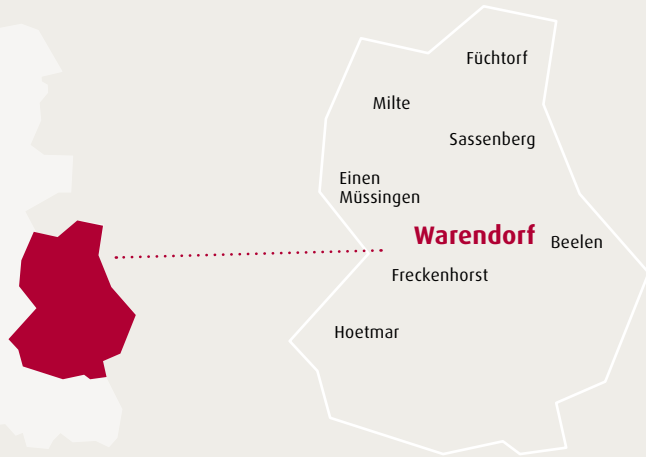 Füchtorf
Milte
Sassenberg
Einen
Müssingen
Warendorf
Beelen
Freckenhorst
Hoetmar